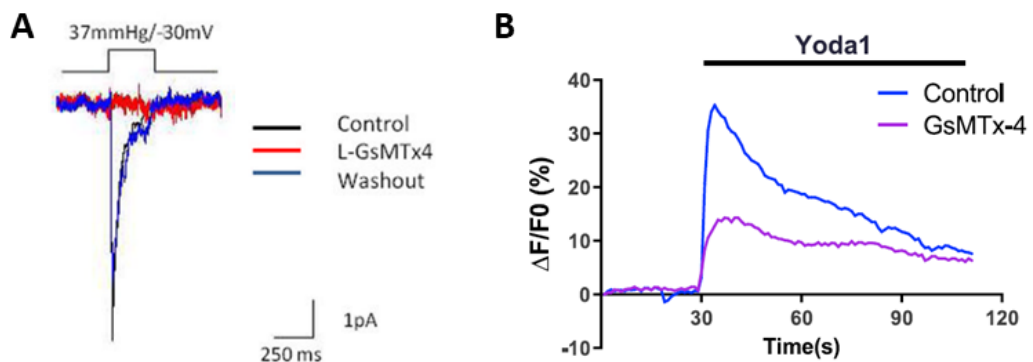 A
37mmHg/-30mV
Control
L-GsMTx4
Washout
1pA
250 ms
B
Yoda1
Control
GsMTx-4
ΔF/F0 (%)
40
30
20
10
0
-10
0
30
60
90
120
Time(s)